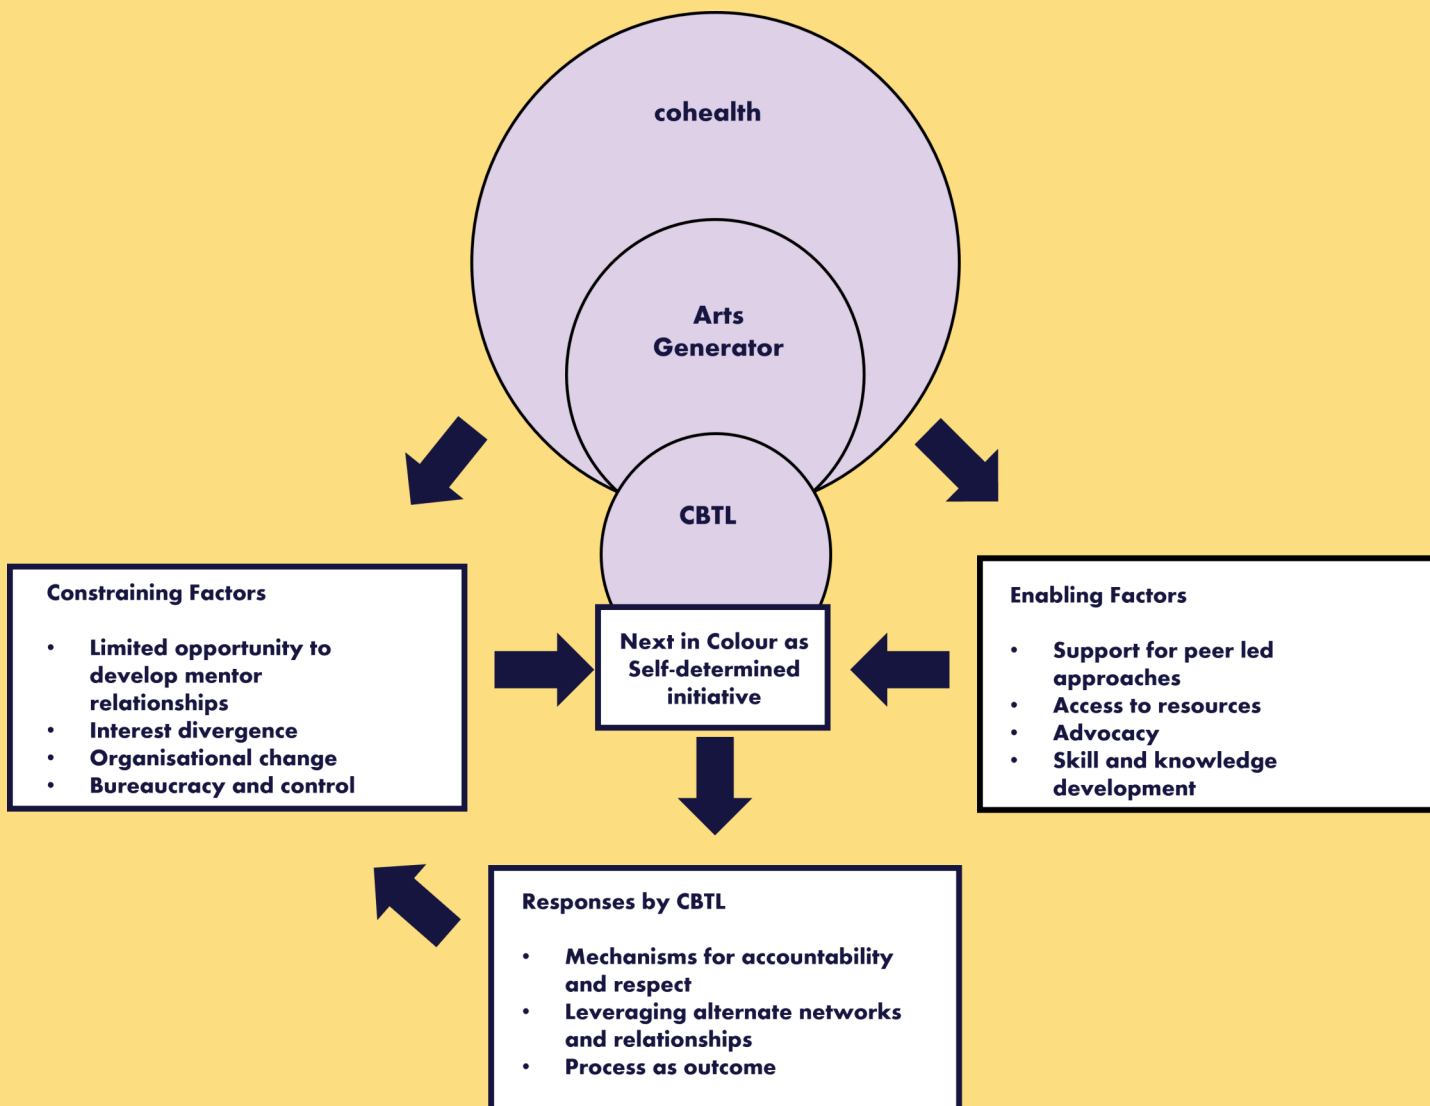 cohealth
Arts
Generator
CBTL
Next in Colour as
Self-determined
initiative
Constraining Factors
• Limited opportunity to
develop mentor
relationships
• Interest divergence
• Organisational change
• Bureaucracy and control
Enabling Factors
• Support for peer led
approaches
• Access to resources
• Advocacy
• Skill and knowledge
development
Responses by CBTL
• Mechanisms for accountability
and respect
• Leveraging alternate networks
and relationships
• Process as outcome